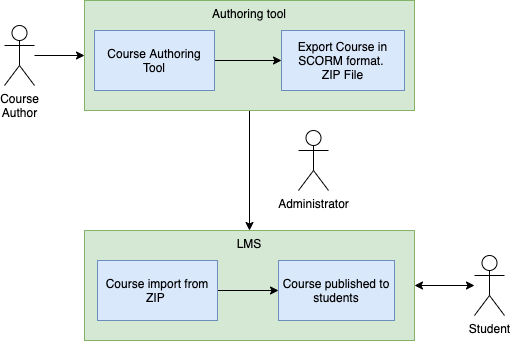 Authoring tool
Course Authoring
Tool
Export Course in
SCORM format.
ZIP File
Course
Author
Administrator
LMS
Course import from
ZIP
Course published to
students
Student